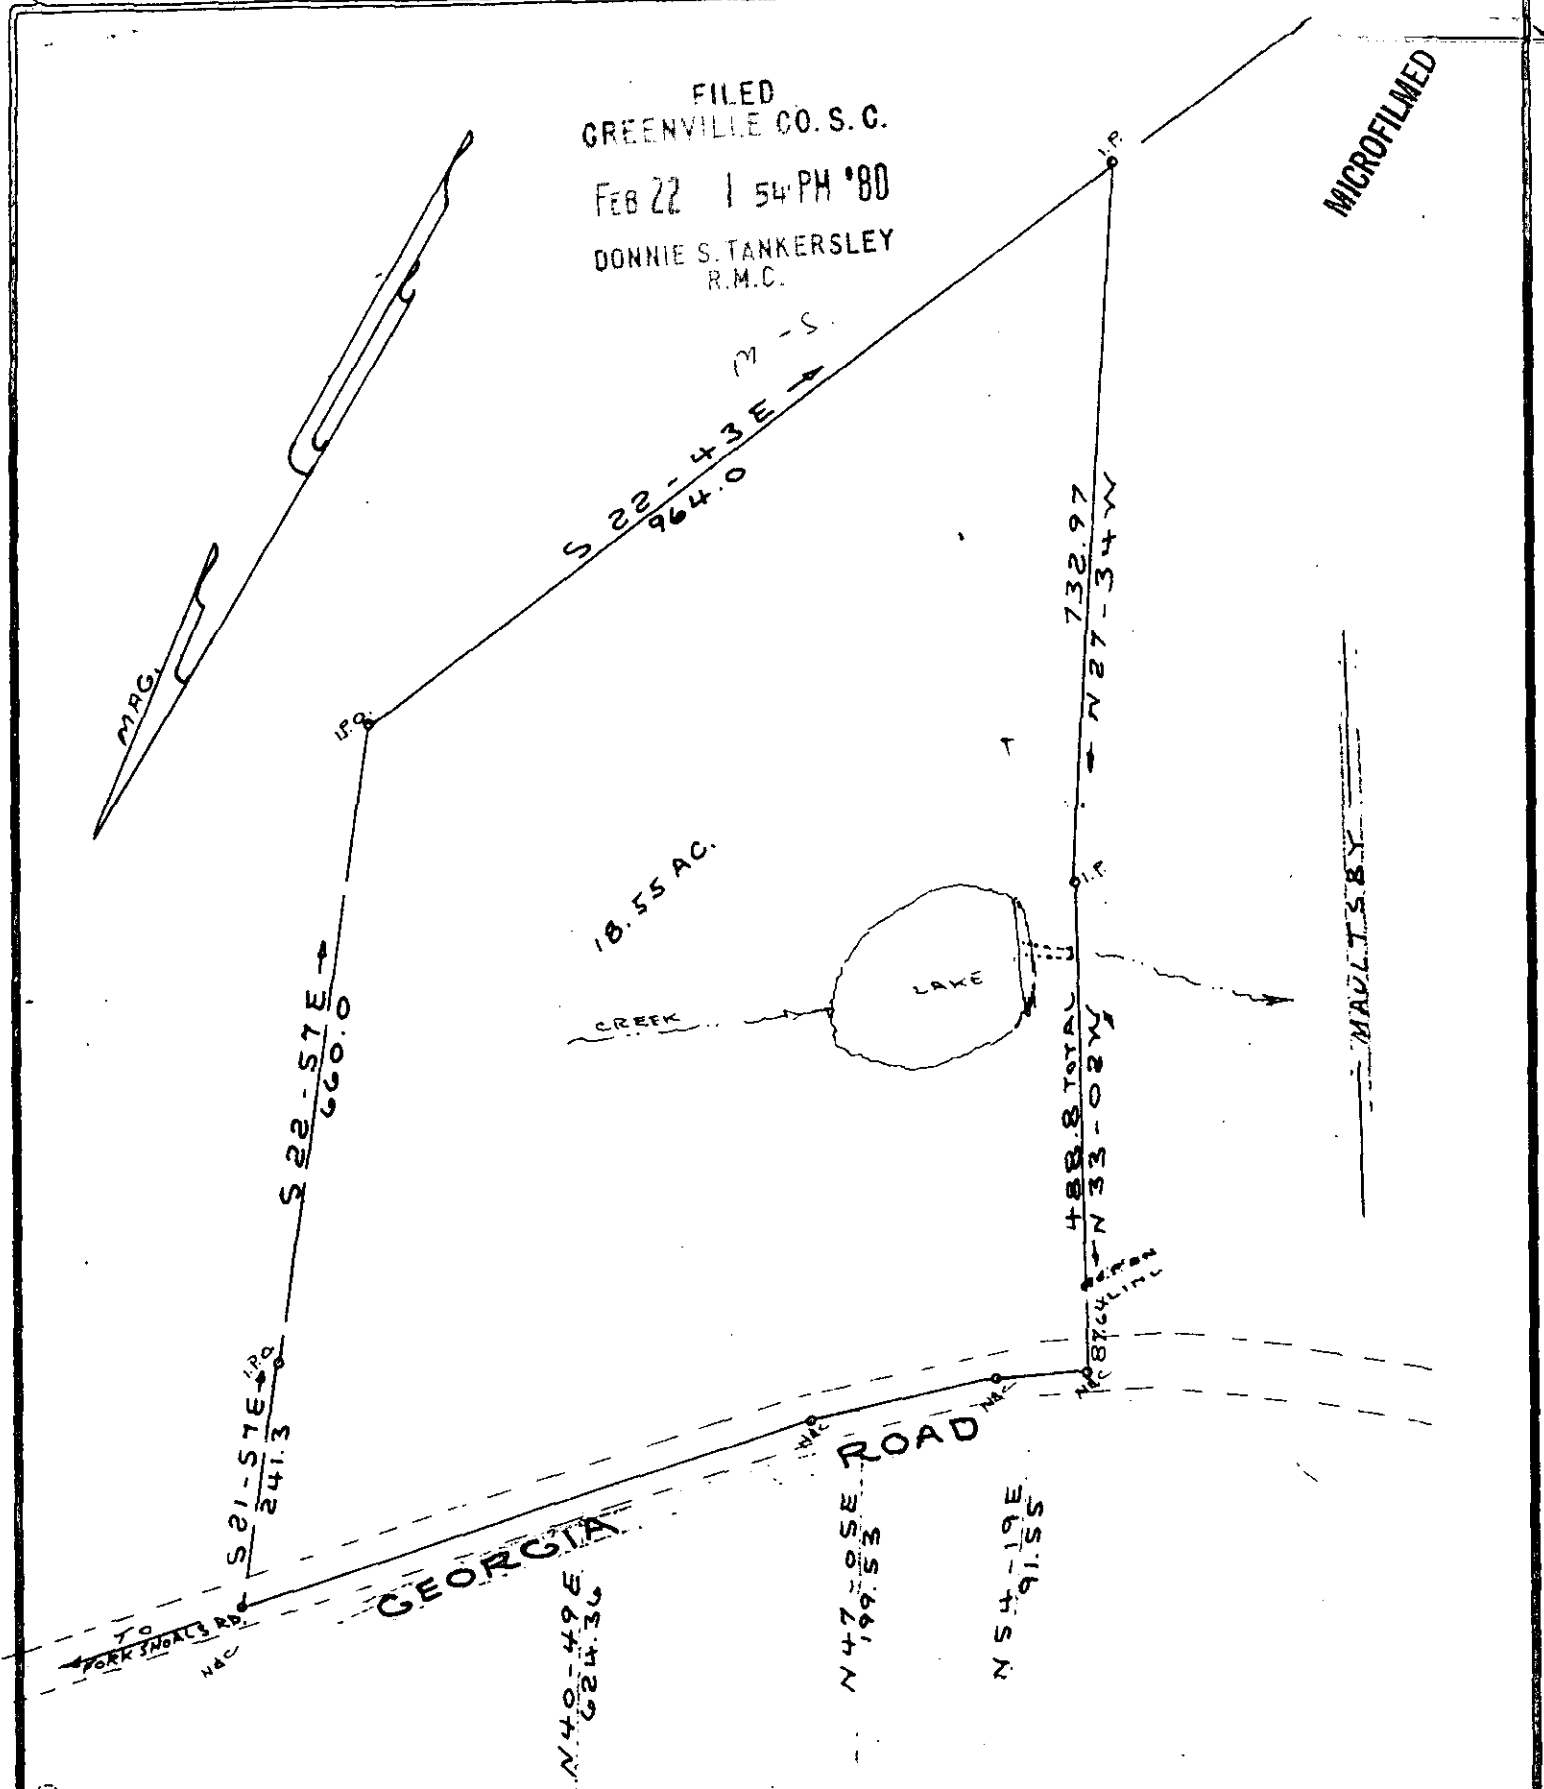 FILED
GREENVILLE CO. S. C.
FEB 22 1 54 PM '80
DONNIE S. TANKERSLEY
R.M.C.
MICROFILMED
I.P.
M - S.
S 22 - 43 E
964.0
MAG.
732.97
N 27 - 34 W
I.P.O.
18.55 AC.
I.P.
LAKE
CREEK
MAULTSBY
S 22 - 57 E
660.0
488.8 TOTAL
N 33 - 02 W
LINE
87.64
I.P.O.
S 21 - 57 E
241.3
N&C
N&C
N&C
ROAD
GEORGIA
TO
FORK SHOALS RD.
N&C
N 40 - 49 E
624.36
N 47 - 05 E
199.53
N 54 - 19 E
91.55